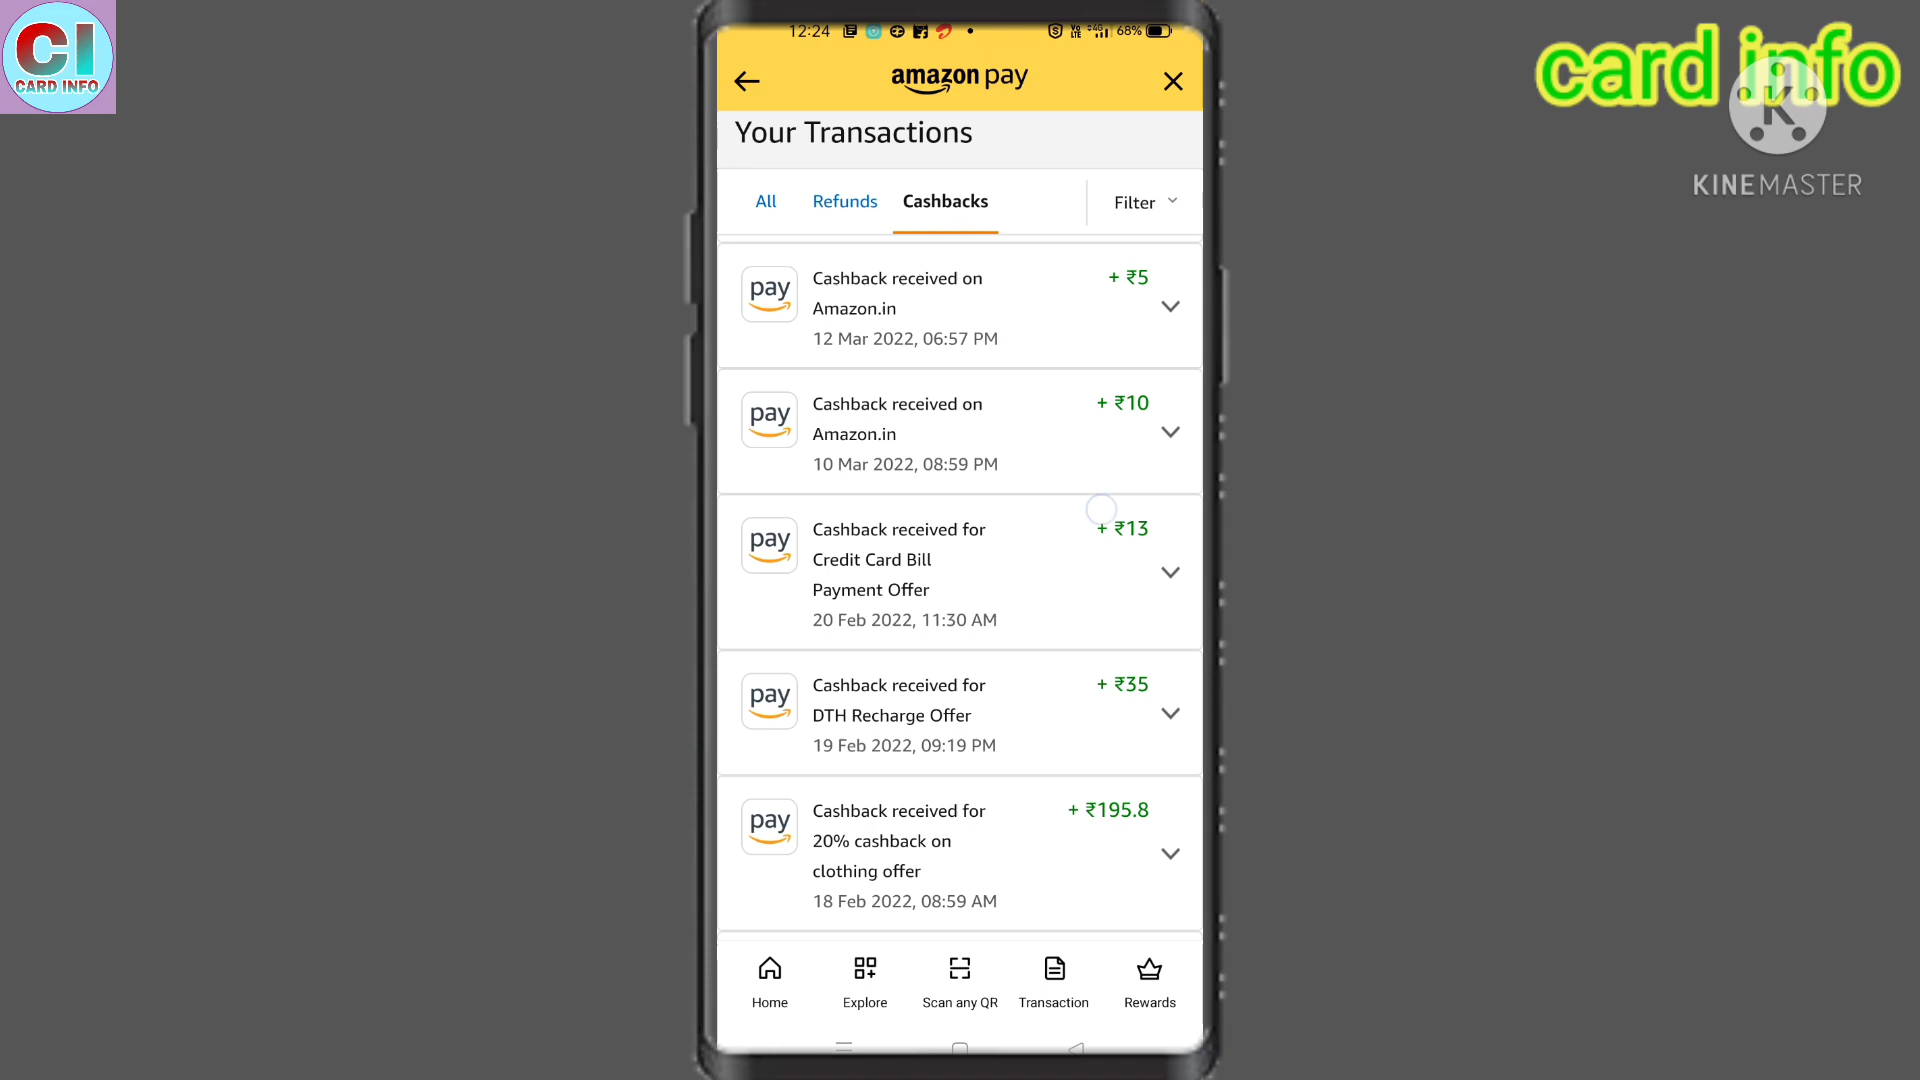 CI
CARD INFO
card info
K
KINEMASTER
12:24
Vo LTE 4G 68%
amazon pay
Your Transactions
All Refunds Cashbacks Filter
pay Cashback received on + ₹5
Amazon.in
12 Mar 2022, 06:57 PM
pay Cashback received on + ₹10
Amazon.in
10 Mar 2022, 08:59 PM
pay Cashback received for + ₹13
Credit Card Bill
Payment Offer
20 Feb 2022, 11:30 AM
pay Cashback received for + ₹35
DTH Recharge Offer
19 Feb 2022, 09:19 PM
pay Cashback received for + ₹195.8
20% cashback on
clothing offer
18 Feb 2022, 08:59 AM
Home Explore Scan any QR Transaction Rewards